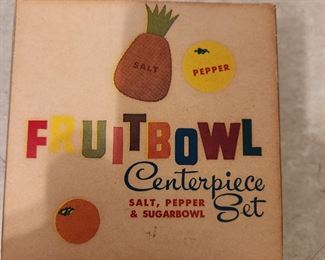 SALT
PEPPER
FRUITBOWL
Centerpiece
SALT, PEPPER
& SUGARBOWL
Set